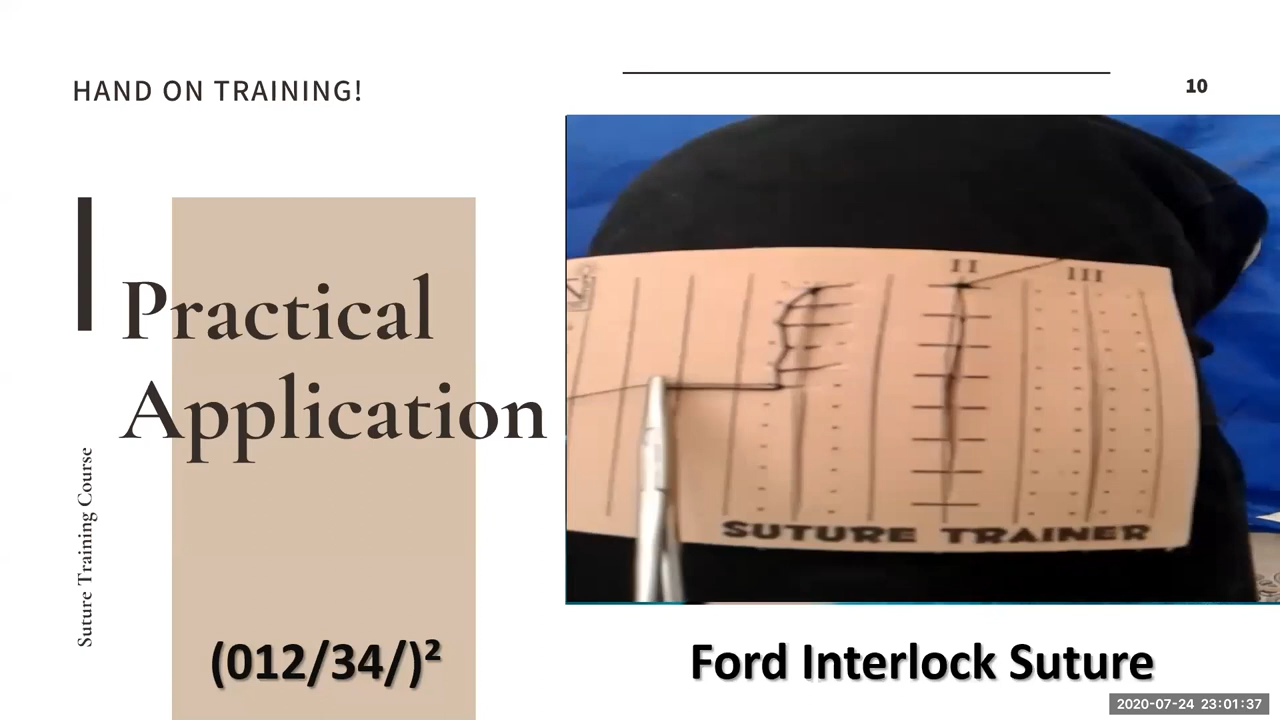 HAND ON TRAINING!
10
Practical
Application
Suture Training Course
II
III
SUTURE TRAINER
(012/34/)²
Ford Interlock Suture
2020-07-24 23:01:37